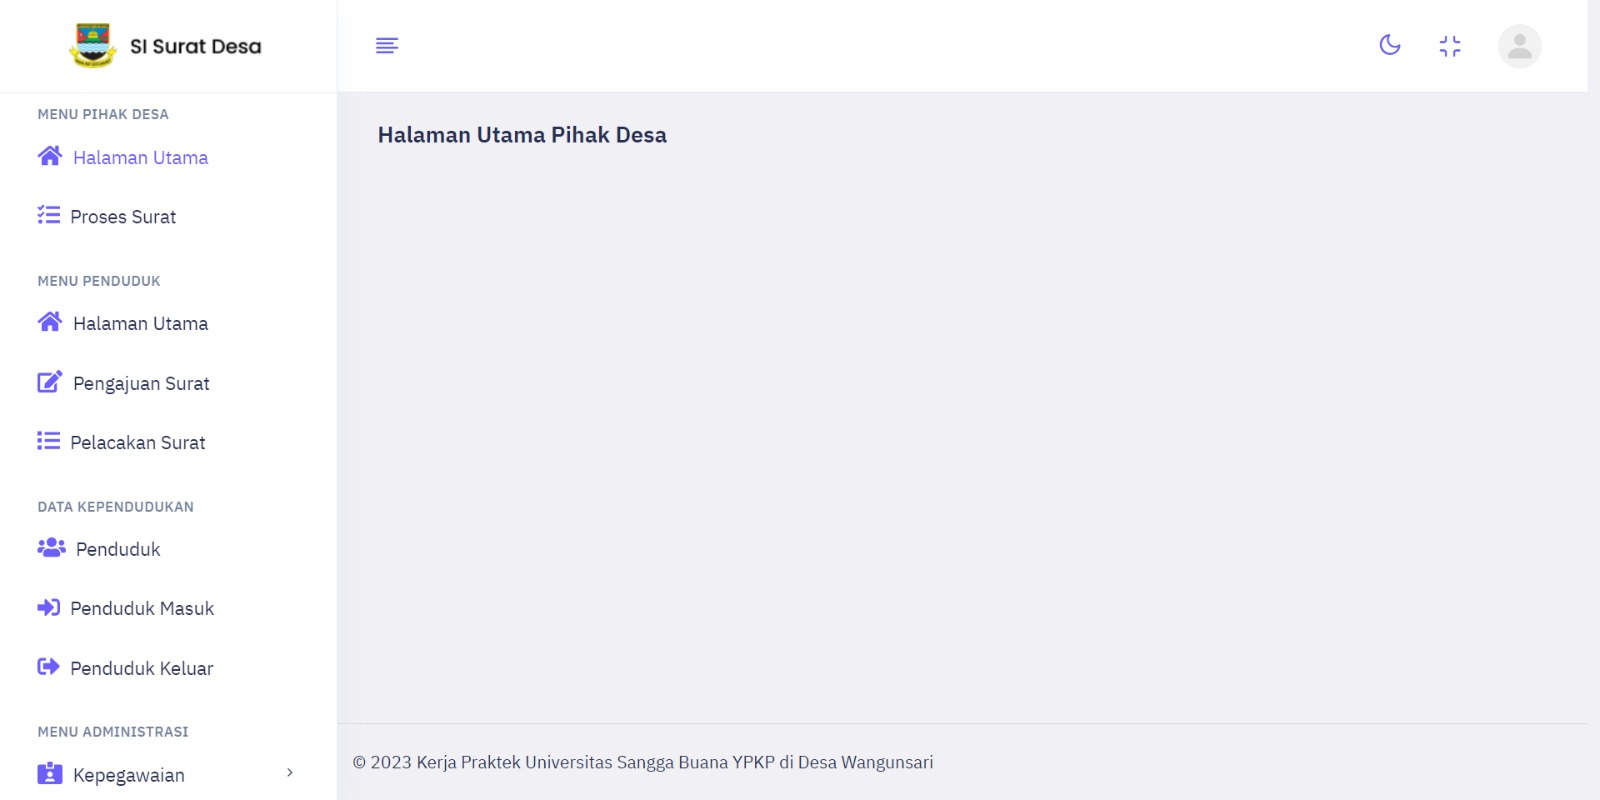 SI Surat Desa
MENU PIHAK DESA
Halaman Utama
Proses Surat
MENU PENDUDUK
Halaman Utama
Pengajuan Surat
Pelacakan Surat
DATA KEPENDUDUKAN
Penduduk
Penduduk Masuk
Penduduk Keluar
MENU ADMINISTRASI
Kepegawaian
Halaman Utama Pihak Desa
© 2023 Kerja Praktek Universitas Sangga Buana YPKP di Desa Wangunsari